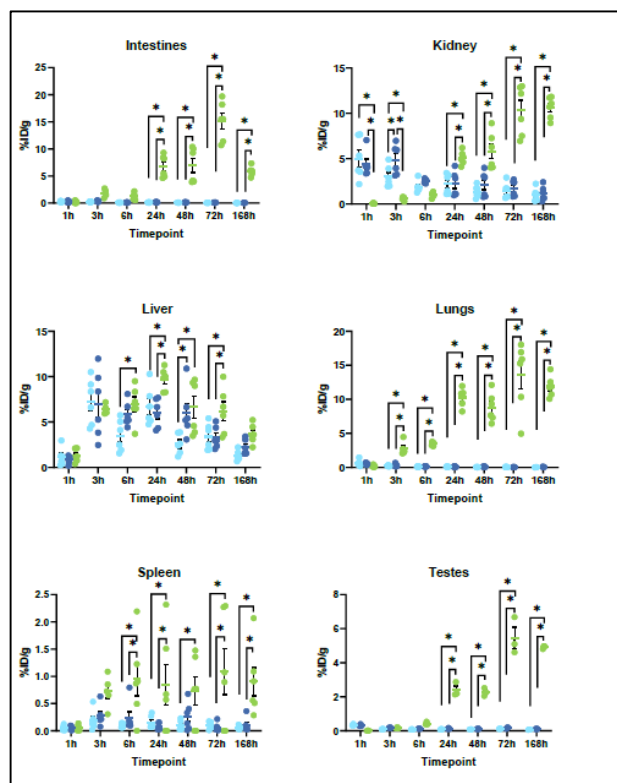 Intestines
%ID/g
25
20
15
10
5
0
* * * * * * * *
1h 3h 6h 24h 48h 72h 168h
Timepoint
Kidney
%ID/g
15
10
5
0
* * * * * * * * * * * * *
1h 3h 6h 24h 48h 72h 168h
Timepoint
Liver
%ID/g
15
10
5
0
* * * * * * *
1h 3h 6h 24h 48h 72h 168h
Timepoint
Lungs
%ID/g
20
15
10
5
0
* * * * * * * * * * * *
1h 3h 6h 24h 48h 72h 168h
Timepoint
Spleen
%ID/g
2.5
2.0
1.5
1.0
0.5
0.0
* * * * * * * * *
1h 3h 6h 24h 48h 72h 168h
Timepoint
Testes
%ID/g
8
6
4
2
0
* * * * * * * *
1h 3h 6h 24h 48h 72h 168h
Timepoint